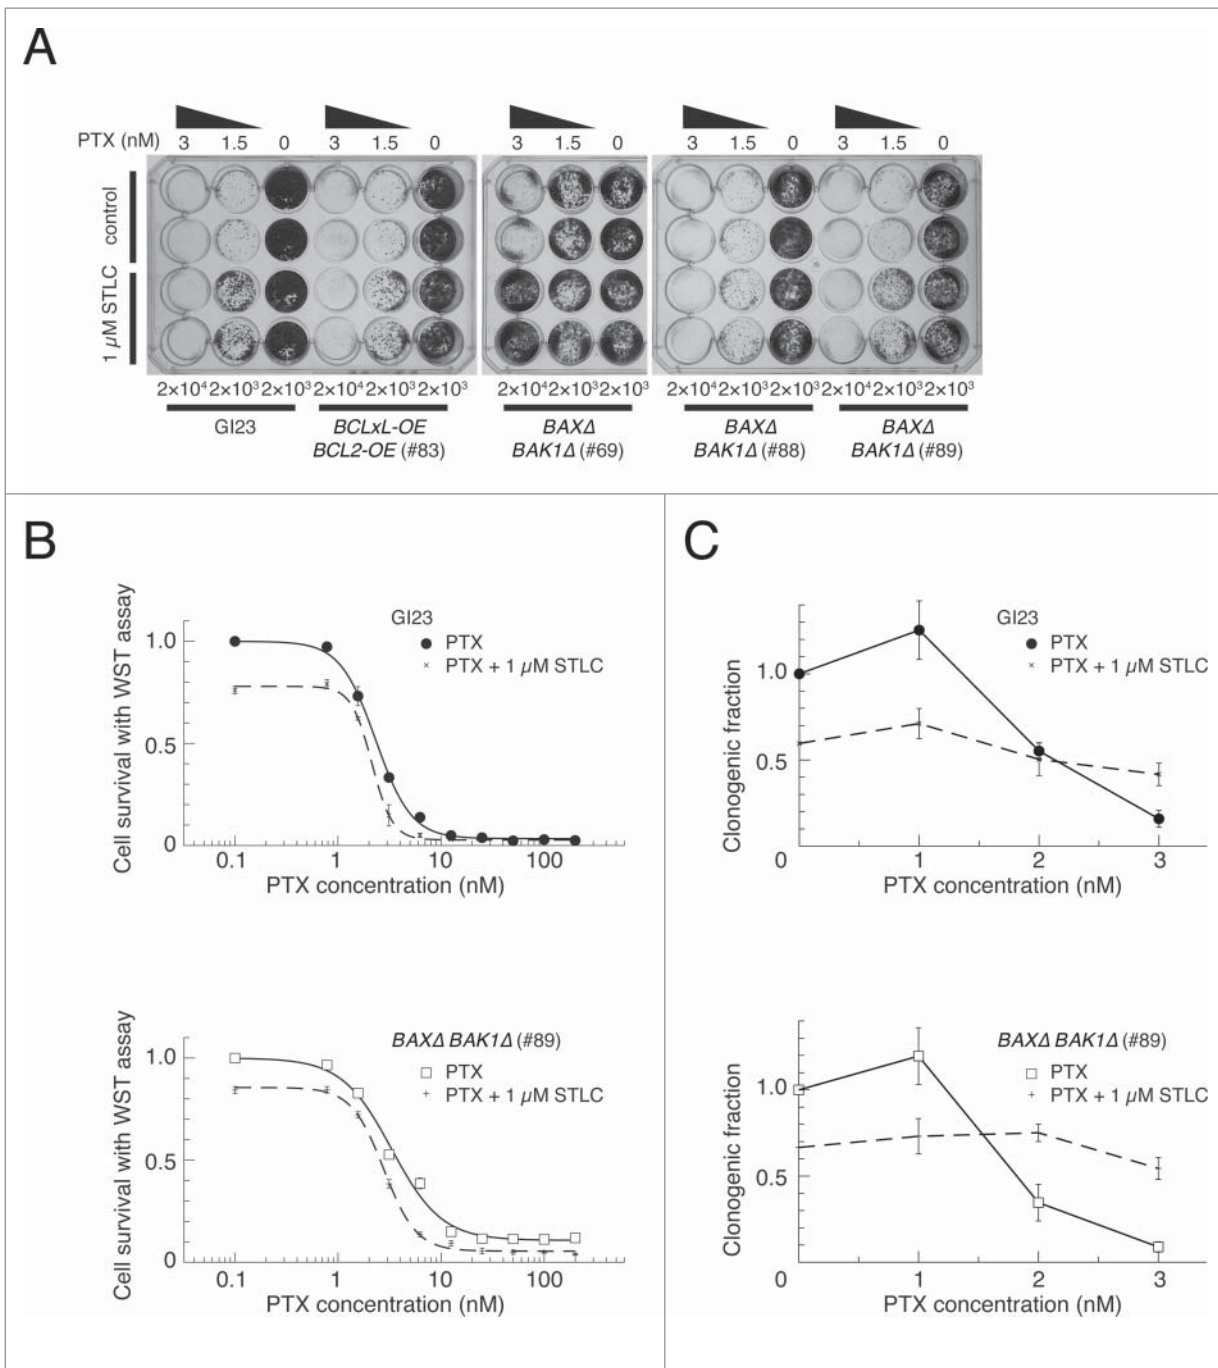 A
PTX (nM) 3 1.5 0 3 1.5 0 3 1.5 0 3 1.5 0 3 1.5 0
control
1 µM STLC
2×10⁴ 2×10³ 2×10³ 2×10⁴ 2×10³ 2×10³ 2×10⁴ 2×10³ 2×10³ 2×10⁴ 2×10³ 2×10³ 2×10⁴ 2×10³ 2×10³
GI23 BCLxL-OE BAXΔ BAXΔ BAXΔ
BCL2-OE (#83) BAK1Δ (#69) BAK1Δ (#88) BAK1Δ (#89)
B
Cell survival with WST assay
GI23
PTX
PTX + 1 µM STLC
1.0
0.5
0
0.1 1 10 100
PTX concentration (nM)
Cell survival with WST assay
BAXΔ BAK1Δ (#89)
PTX
PTX + 1 µM STLC
1.0
0.5
0
0.1 1 10 100
PTX concentration (nM)
C
Clonogenic fraction
GI23
PTX
PTX + 1 µM STLC
1.0
0.5
0 1 2 3
PTX concentration (nM)
Clonogenic fraction
BAXΔ BAK1Δ (#89)
PTX
PTX + 1 µM STLC
1.0
0.5
0 1 2 3
PTX concentration (nM)